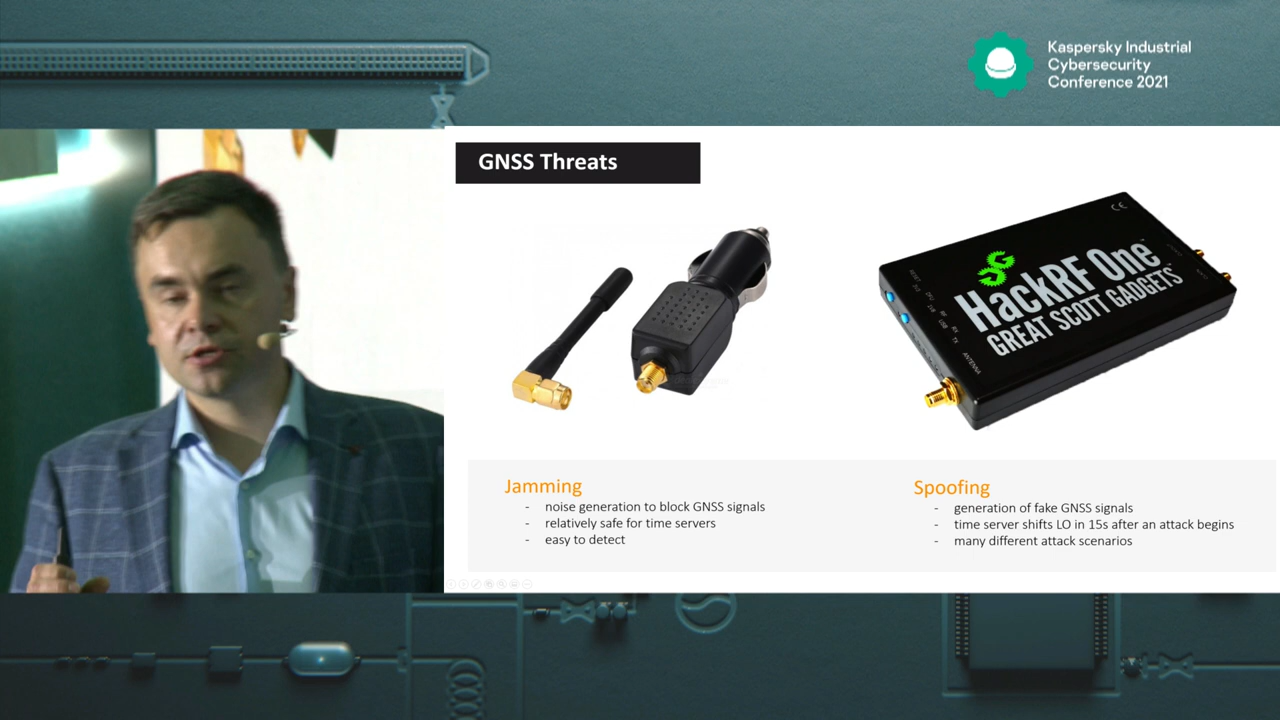 Kaspersky Industrial
Cybersecurity
Conference 2021
GNSS Threats
HackRF One
GREAT SCOTT GADGETS
ANTENNA
Jamming
- noise generation to block GNSS signals
- relatively safe for time servers
- easy to detect
Spoofing
- generation of fake GNSS signals
- time server shifts LO in 15s after an attack begins
- many different attack scenarios